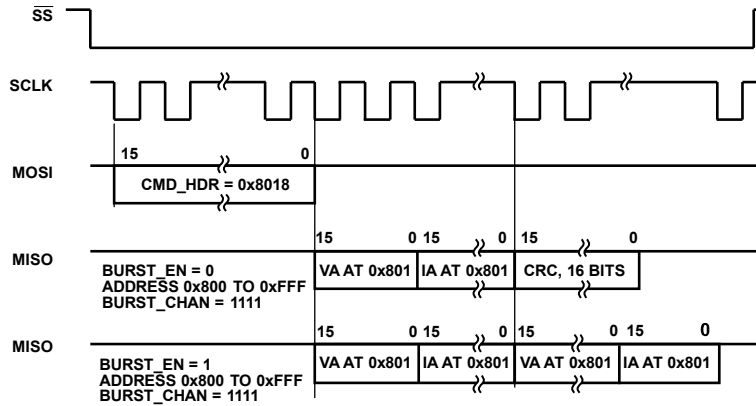 SS
SCLK
15 0
MOSI
CMD_HDR = 0x8018
15 0 15 0 15 0
MISO
BURST_EN = 0
ADDRESS 0x800 TO 0xFFF
BURST_CHAN = 1111
VA AT 0x801 IA AT 0x801 CRC, 16 BITS
15 0 15 0 15 0 15 0
MISO
BURST_EN = 1
ADDRESS 0x800 TO 0xFFF
BURST_CHAN = 1111
VA AT 0x801 IA AT 0x801 VA AT 0x801 IA AT 0x801